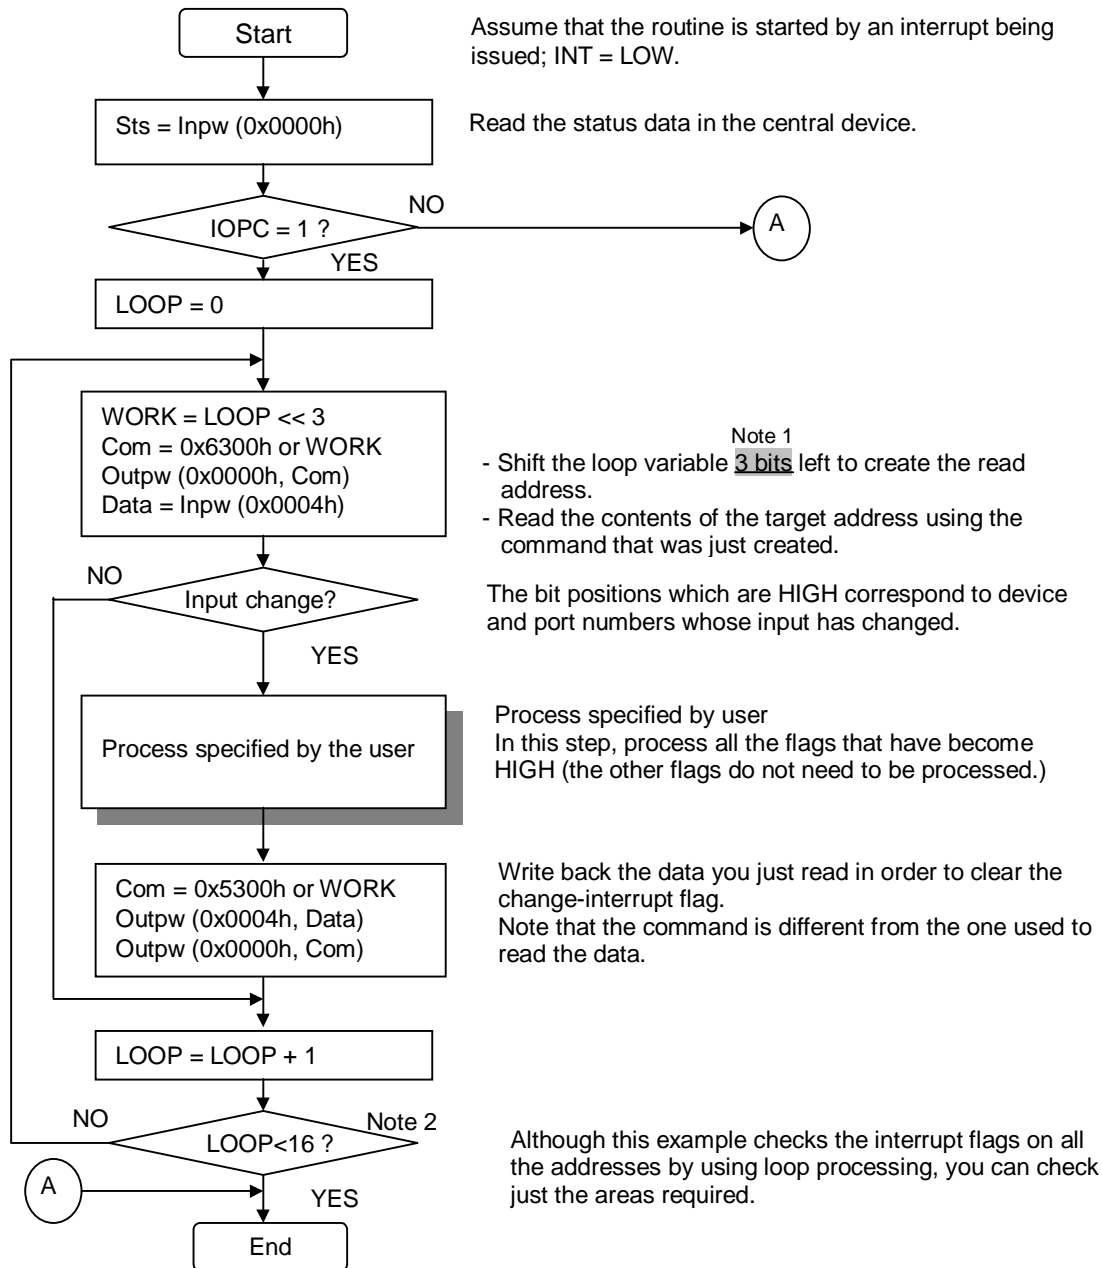 Start
Assume that the routine is started by an interrupt being
issued; INT = LOW.
Sts = Inpw (0x0000h)
Read the status data in the central device.
IOPC = 1 ?
NO
A
YES
LOOP = 0
WORK = LOOP << 3
Com = 0x6300h or WORK
Outpw (0x0000h, Com)
Data = Inpw (0x0004h)
Note 1
- Shift the loop variable 3 bits left to create the read
address.
- Read the contents of the target address using the
command that was just created.
NO
Input change?
The bit positions which are HIGH correspond to device
and port numbers whose input has changed.
YES
Process specified by the user
Process specified by user
In this step, process all the flags that have become
HIGH (the other flags do not need to be processed.)
Com = 0x5300h or WORK
Outpw (0x0004h, Data)
Outpw (0x0000h, Com)
Write back the data you just read in order to clear the
change-interrupt flag.
Note that the command is different from the one used to
read the data.
LOOP = LOOP + 1
NO
Note 2
LOOP<16 ?
Although this example checks the interrupt flags on all
the addresses by using loop processing, you can check
just the areas required.
A
YES
End